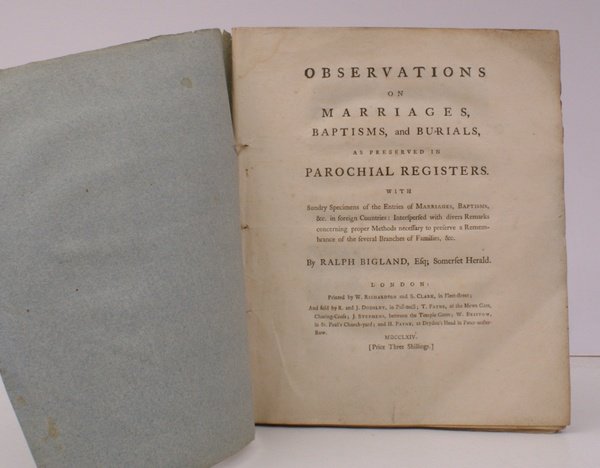 OBSERVATIONS
ON
MARRIAGES,
BAPTISMS, and BURIALS,
AS PRESERVED IN
PAROCHIAL REGISTERS.
WITH
Sundry Specimens of the Entries of MARRIAGES, BAPTISMS,
&c. in foreign Countries: Interspersed with divers Remarks
concerning proper Methods necessary to preserve a Remem-
brance of the several Branches of Families, &c.
By RALPH BIGLAND, Esq; Somerset Herald.
LONDON:
Printed by W. RICHARDSON and S. CLARK, in Fleet-street;
And sold by R. and J. DODSLEY, in Pall-mall; T. PAYNE, at the Mews Gate,
Charing-Cross; J. STEPHENS, between the Temple Gates; W. BRISTOW,
in St. Paul's Church-yard; and H. PAYNE, at Dryden's Head in Pater-noster-
Row.
MDCCLXIV.
[Price Three Shillings.]